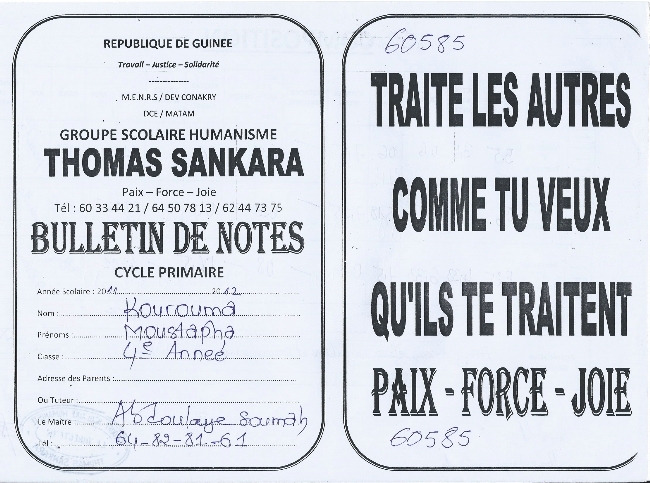 REPUBLIQUE DE GUINEE
Travail – Justice – Solidarité
--------------
M.E.N.R.S / DEV CONAKRY
DCE / MATAM
GROUPE SCOLAIRE HUMANISME
THOMAS SANKARA
Paix – Force – Joie
Tél : 60 33 44 21 / 64 50 78 13 / 62 44 73 75
BULLETIN DE NOTES
CYCLE PRIMAIRE
Année Scolaire : 2011 2012
Nom : Kourouma
Prénoms : Moustapha
Classe : 4e Année
Adresse des Parents :
Ou Tuteur :
Le Maitre : Abdoulaye Soumah
Tel : 64-82-81-61
60585
TRAITE LES AUTRES
COMME TU VEUX
QU'ILS TE TRAITENT
PAIX - FORCE - JOIE
60585